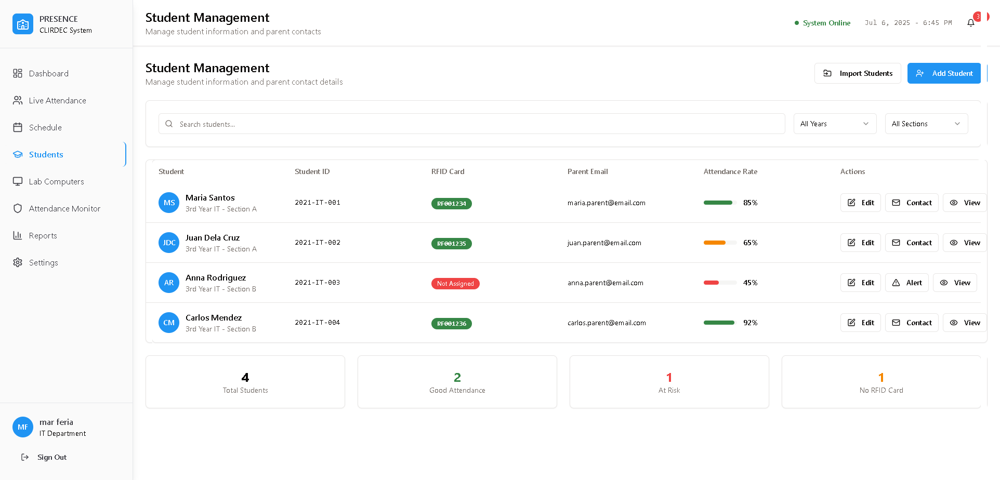 PRESENCE
CLIRDEC System
Dashboard
Live Attendance
Schedule
Students
Lab Computers
Attendance Monitor
Reports
Settings
MF
mar feria
IT Department
Sign Out
Student Management
Manage student information and parent contacts
System Online
Jul 6, 2025 - 6:45 PM
3
Student Management
Manage student information and parent contact details
Import Students
Add Student
Search students...
All Years
All Sections
Student Student ID RFID Card Parent Email Attendance Rate Actions
MS Maria Santos 2021-IT-001 RF001234 maria.parent@email.com 85% Edit Contact View
3rd Year IT - Section A
JDC Juan Dela Cruz 2021-IT-002 RF001235 juan.parent@email.com 65% Edit Contact View
3rd Year IT - Section A
AR Anna Rodriguez 2021-IT-003 Not Assigned anna.parent@email.com 45% Edit Alert View
3rd Year IT - Section B
CM Carlos Mendez 2021-IT-004 RF001236 carlos.parent@email.com 92% Edit Contact View
3rd Year IT - Section B
4
Total Students
2
Good Attendance
1
At Risk
1
No RFID Card